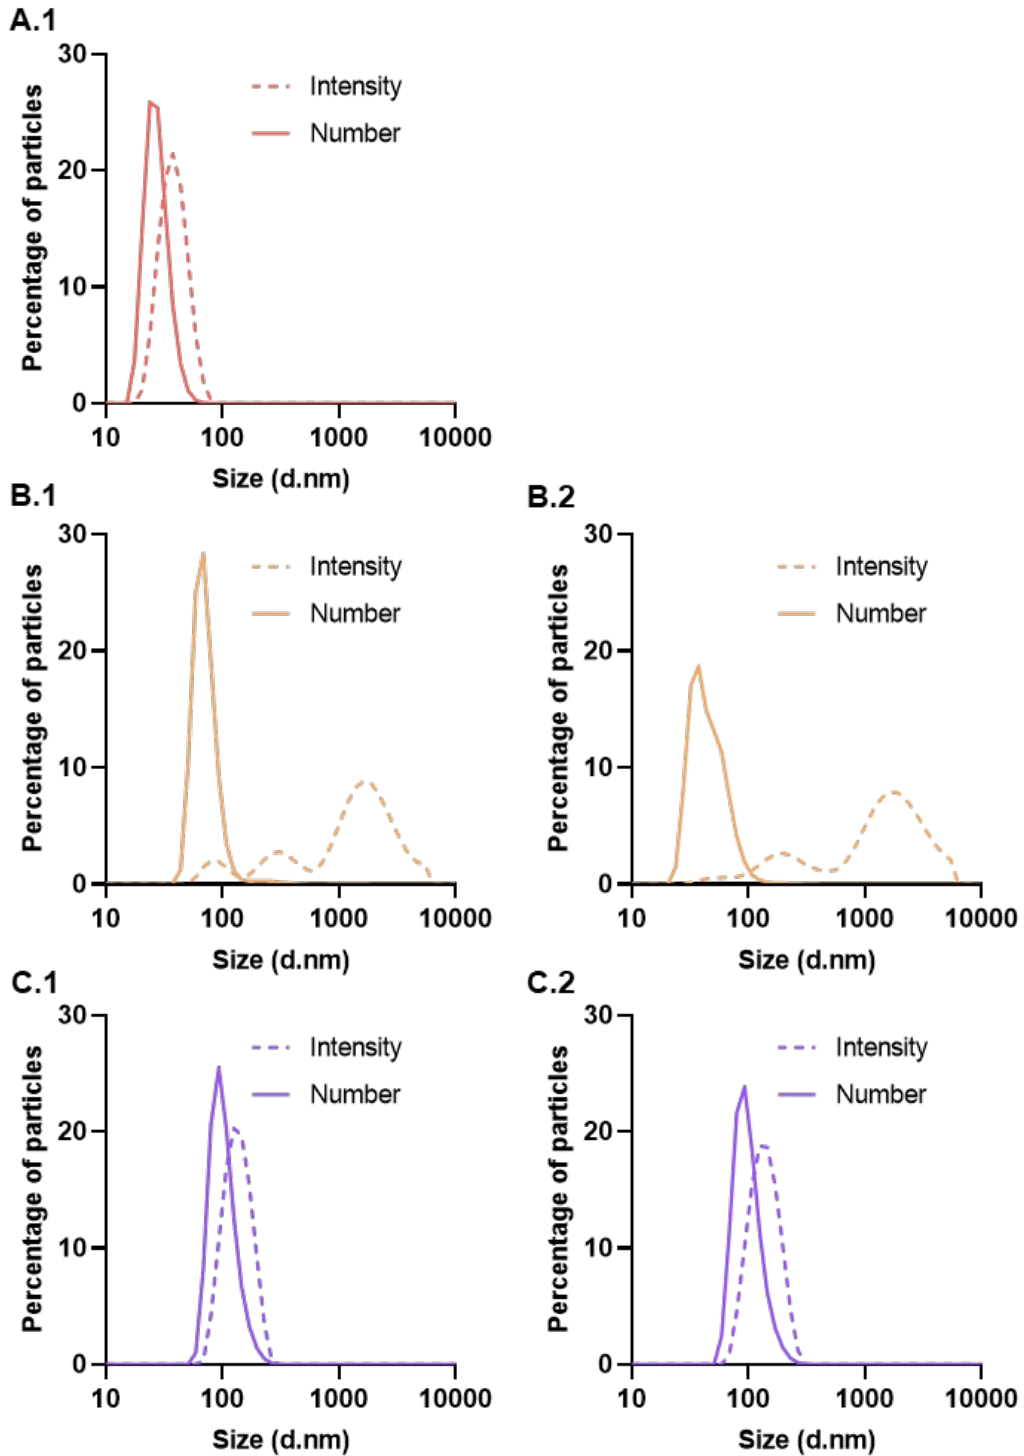 A.1
30
20
10
0
Percentage of particles
Intensity
Number
10 100 1000 10000
Size (d.nm)
B.1
30
20
10
0
Percentage of particles
Intensity
Number
10 100 1000 10000
Size (d.nm)
B.2
30
20
10
0
Percentage of particles
Intensity
Number
10 100 1000 10000
Size (d.nm)
C.1
30
20
10
0
Percentage of particles
Intensity
Number
10 100 1000 10000
Size (d.nm)
C.2
30
20
10
0
Percentage of particles
Intensity
Number
10 100 1000 10000
Size (d.nm)